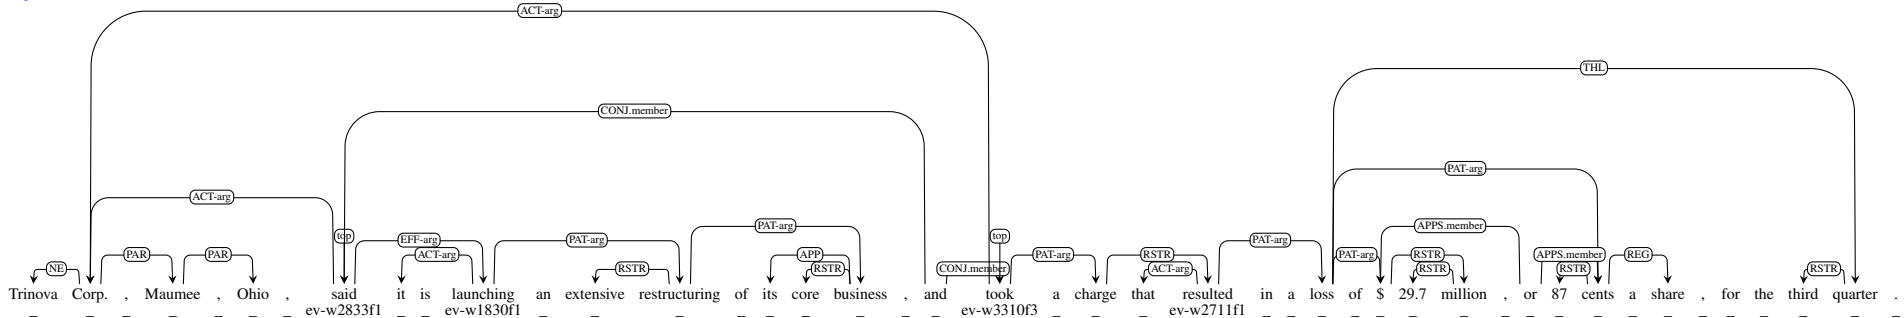 ACT-arg
THL
CONJ.member
PAT-arg
ACT-arg
PAT-arg APPS.member
top EFF-arg PAT-arg top PAT-arg
PAR PAR ACT-arg APP PAT-arg RSTR PAT-arg RSTR APPS.member REG
NE RSTR RSTR CONJ.member ACT-arg RSTR RSTR RSTR
Trinova Corp. , Maumee , Ohio , said it is launching an extensive restructuring of its core business , and took a charge that resulted in a loss of $ 29.7 million , or 87 cents a share , for the third quarter .
_ _ _ _ _ _ _ ev-w2833f1 _ _ ev-w1830f1 _ _ _ _ _ _ _ _ _ ev-w3310f3 _ _ _ ev-w2711f1 _ _ _ _ _ _ _ _ _ _ _ _ _ _ _ _ _ _ _